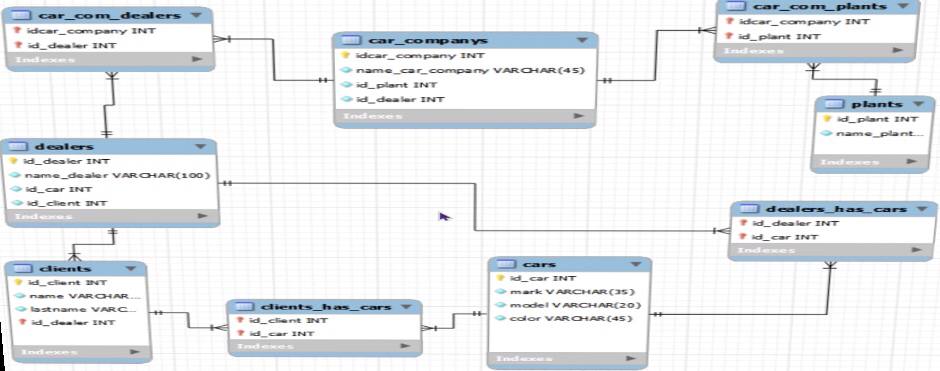 car_com_dealers
idcar_company INT
id_dealer INT
Indexes
car_companys
idcar_company INT
name_car_company VARCHAR(45)
id_plant INT
id_dealer INT
Indexes
car_com_plants
idcar_company INT
id_plant INT
Indexes
plants
id_plant INT
name_plant...
Indexes
dealers
id_dealer INT
name_dealer VARCHAR(100)
id_car INT
id_client INT
Indexes
dealers_has_cars
id_dealer INT
id_car INT
Indexes
clients
id_client INT
name VARCHAR...
lastname VARC...
id_dealer INT
Indexes
clients_has_cars
id_client INT
id_car INT
Indexes
cars
id_car INT
mark VARCHAR(35)
model VARCHAR(20)
color VARCHAR(45)
Indexes